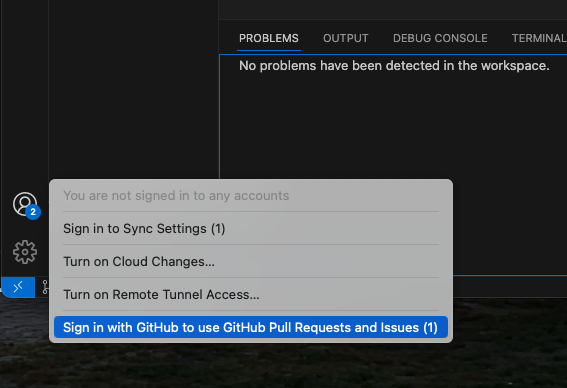 PROBLEMS OUTPUT DEBUG CONSOLE TERMINAL
No problems have been detected in the workspace.
You are not signed in to any accounts
2
Sign in to Sync Settings (1)
Turn on Cloud Changes...
Turn on Remote Tunnel Access...
Sign in with GitHub to use GitHub Pull Requests and Issues (1)